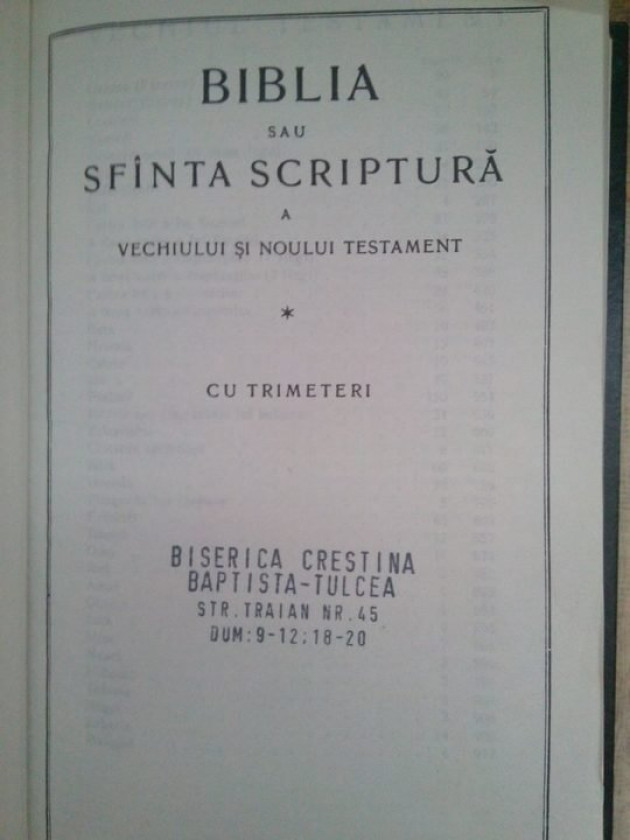 BIBLIA
SAU
SFÎNTA SCRIPTURĂ
A
VECHIULUI ŞI NOULUI TESTAMENT
*
CU TRIMETERI
BISERICA CRESTINA
BAPTISTA-TULCEA
STR.TRAIAN NR.45
DUM:9-12;18-20